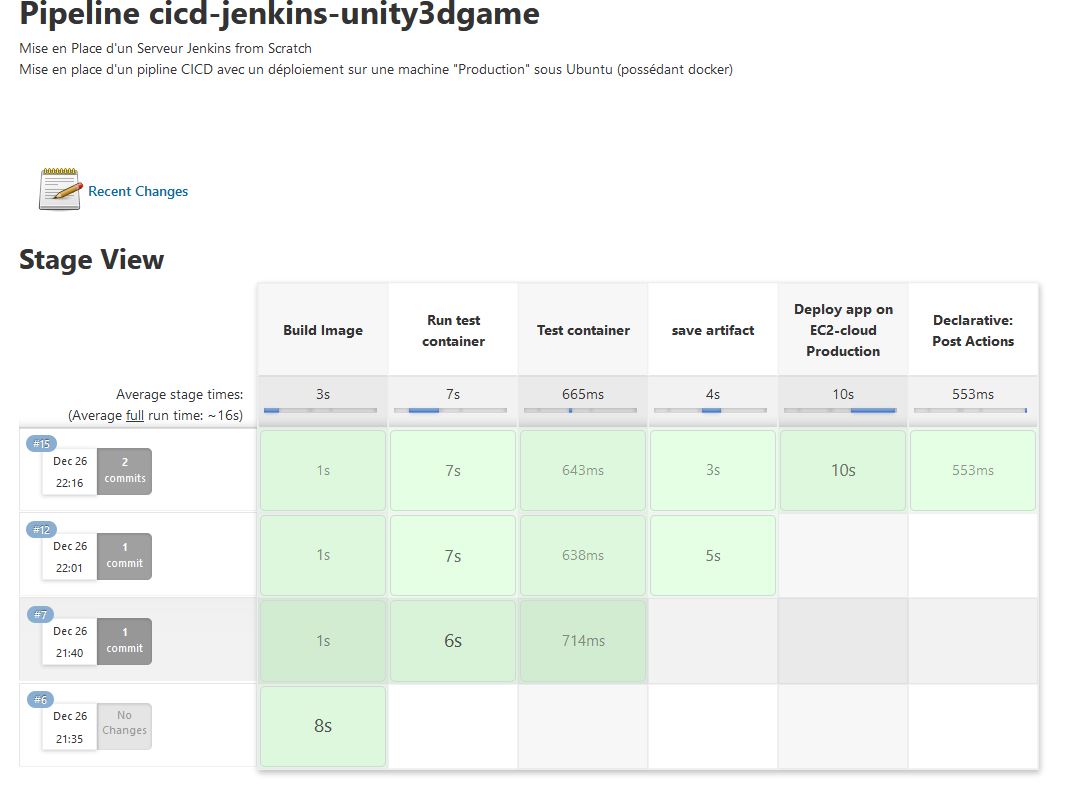 Pipeline cicd-jenkins-unity3dgame
Mise en Place d'un Serveur Jenkins from Scratch
Mise en place d'un pipline CICD avec un déploiement sur une machine "Production" sous Ubuntu (possédant docker)
Recent Changes
Stage View
Build Image
Run test
container
Test container
save artifact
Deploy app on
EC2-cloud
Production
Declarative:
Post Actions
Average stage times:
(Average full run time: ~16s)
3s
7s
665ms
4s
10s
553ms
#15
Dec 26
22:16
2
commits
1s
7s
643ms
3s
10s
553ms
#12
Dec 26
22:01
1
commit
1s
7s
638ms
5s
#7
Dec 26
21:40
1
commit
1s
6s
714ms
#6
Dec 26
21:35
No
Changes
8s